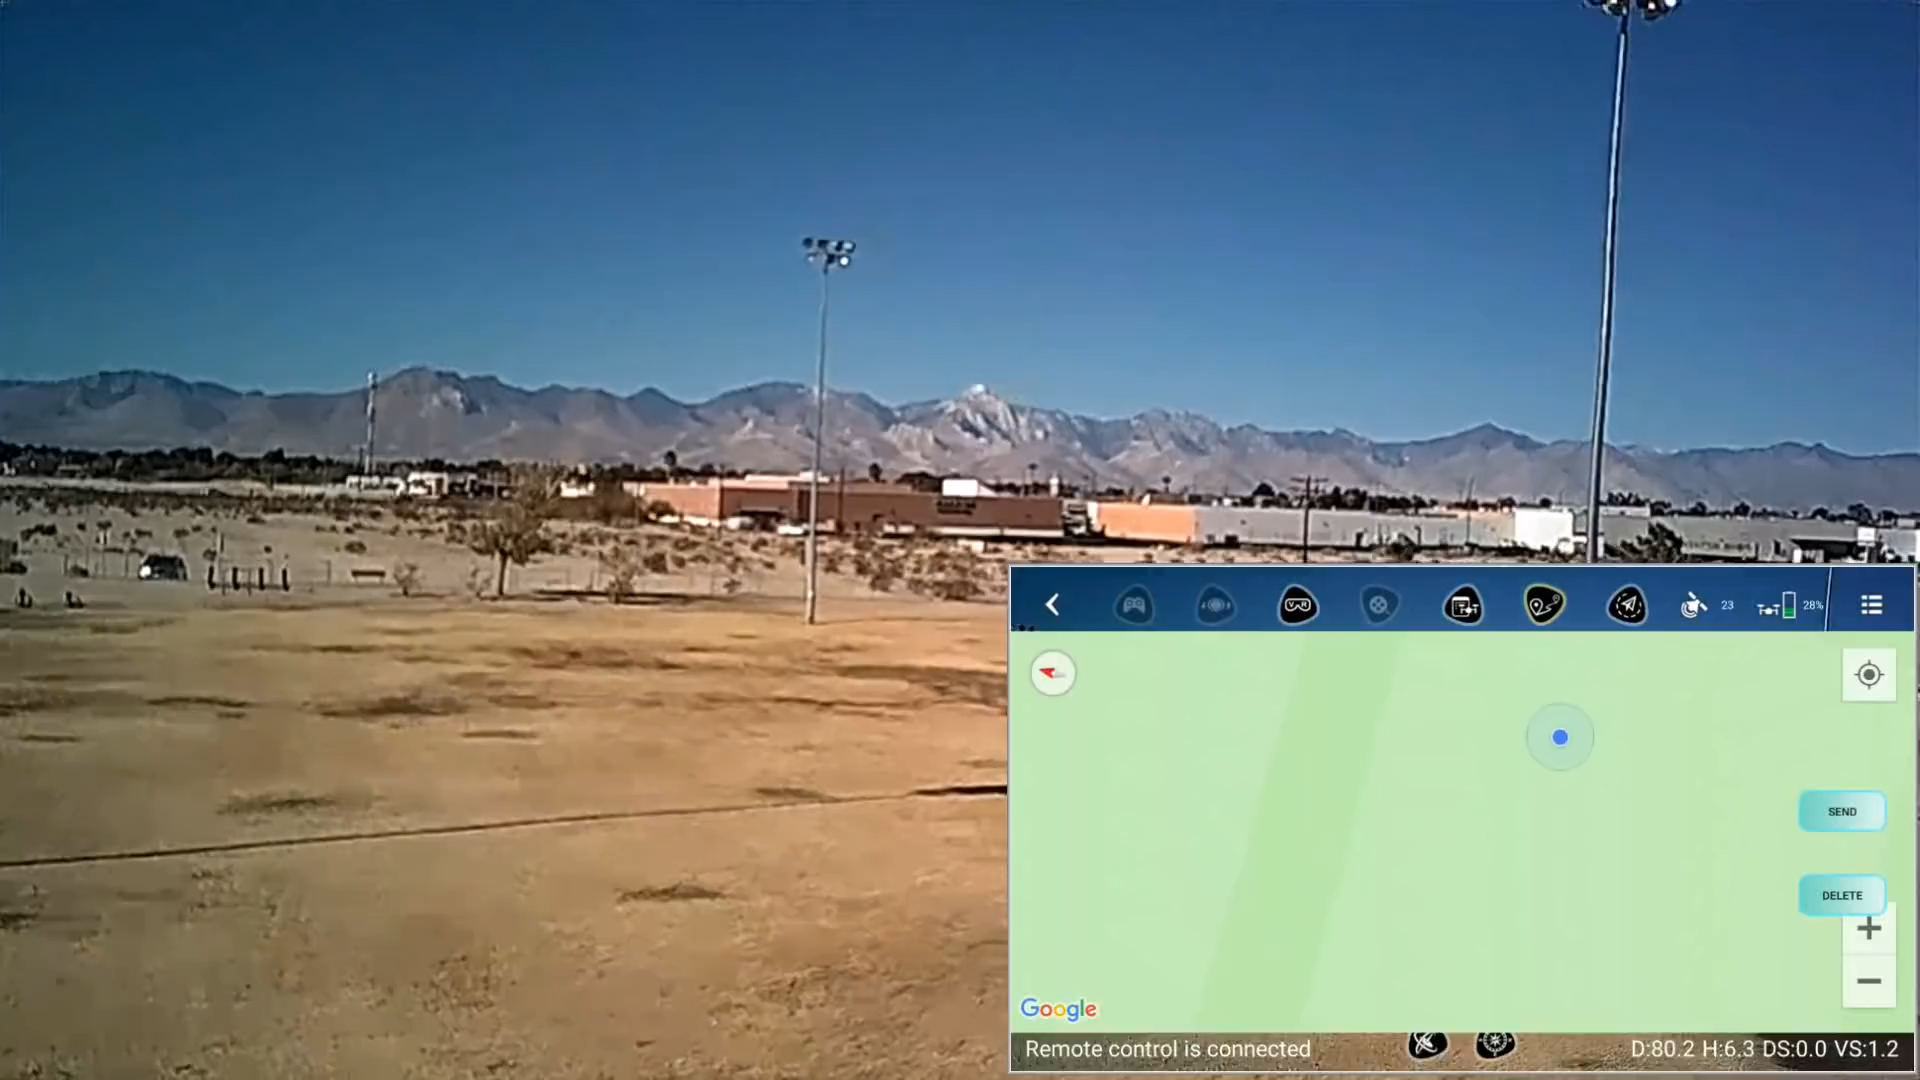 VR
23
28%
SEND
DELETE
Google
Remote control is connected
D:80.2 H:6.3 DS:0.0 VS:1.2